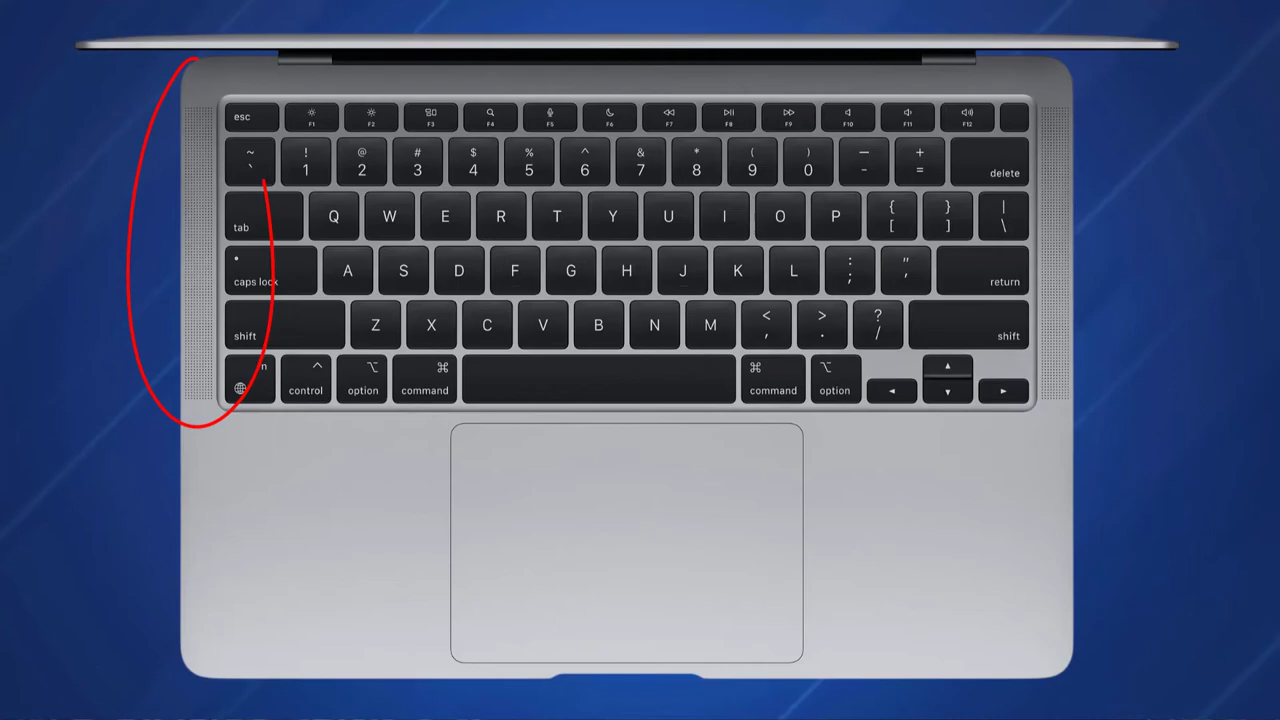 esc F1 F2 F3 F4 F5 F6 F7 F8 F9 F10 F11 F12
~ ! @ # $ % ^ & * ( ) — +
` 1 2 3 4 5 6 7 8 9 0 - = delete
tab Q W E R T Y U I O P { [ } ] | \
caps lock A S D F G H J K L : ; " ' return
shift Z X C V B N M < , > . ? / shift
n control option command command option